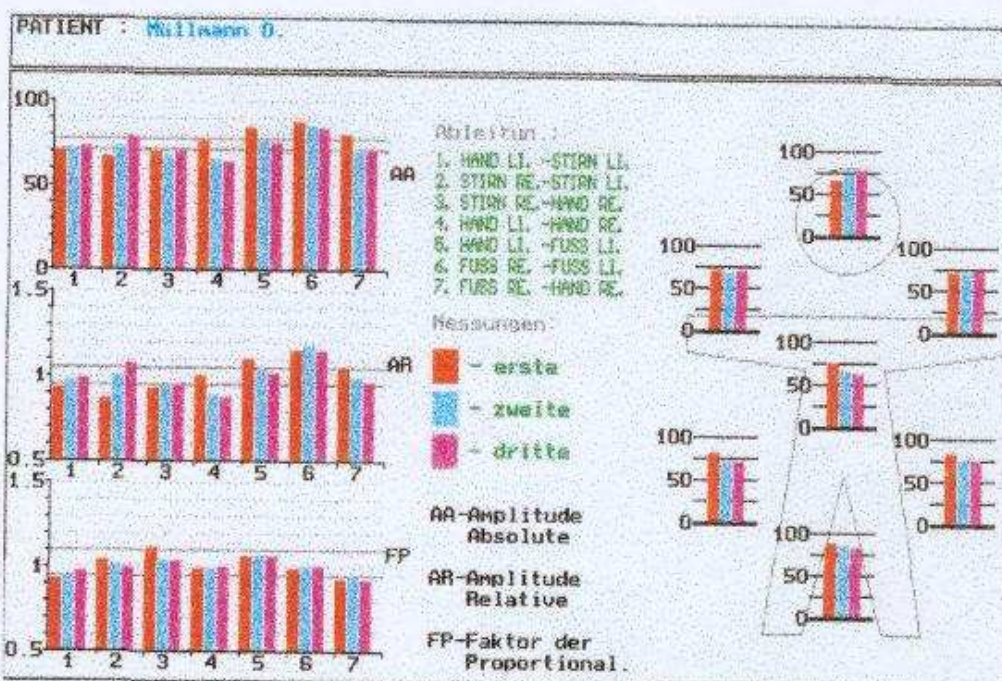 PATIENT : Müllmann O.
100
50
0
1 2 3 4 5 6 7
AA
1.5
1
0.5
1 2 3 4 5 6 7
AR
1.5
1
0.5
1 2 3 4 5 6 7
FP
Ableitun :
1. HAND LI. -STIRN LI.
2. STIRN RE.-STIRN LI.
3. STIRN RE.-HAND RE.
4. HAND LI. -HAND RE.
5. HAND LI. -FUSS LI.
6. FUSS RE. -FUSS LI.
7. FUSS RE. -HAND RE.
Messungen:
- erste
- zweite
- dritte
AA-Amplitude
Absolute
AR-Amplitude
Relative
FP-Faktor der
Proportional.
100
50
0
100
50
0
100
50
0
100
50
0
100
50
0
100
50
0
100
50
0